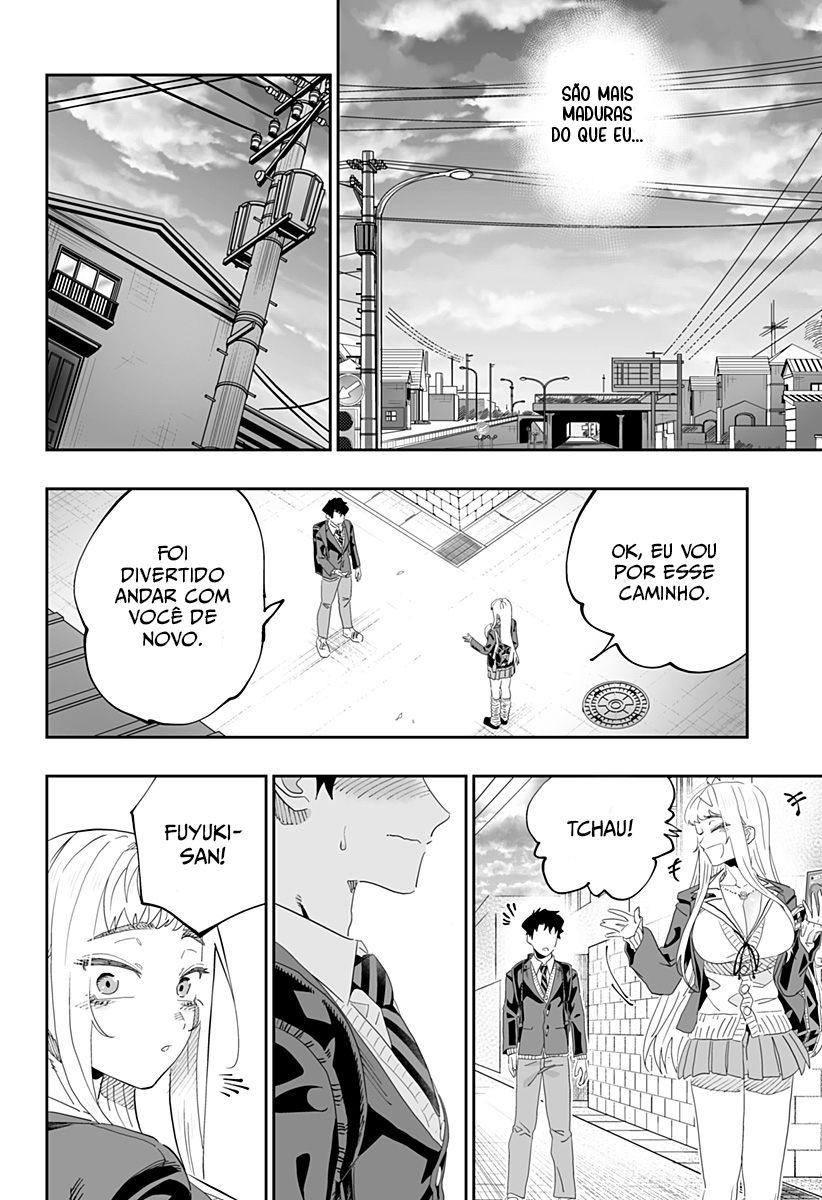 SÃO MAIS
MADURAS
DO QUE EU...
OK, EU VOU
POR ESSE
CAMINHO.
FOI
DIVERTIDO
ANDAR COM
VOCÊ DE
NOVO.
TCHAU!
FUYUKI-
SAN!